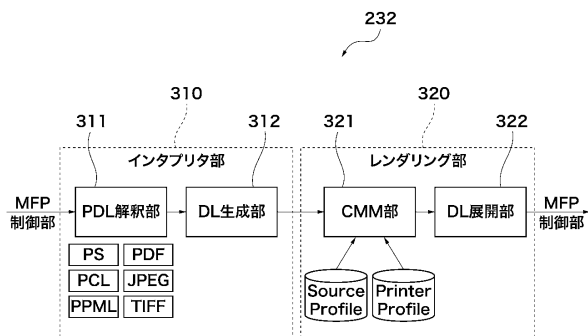 232
310
320
311
312
321
322
インタプリタ部
レンダリング部
MFP
制御部
PDL解釈部
DL生成部
CMM部
DL展開部
MFP
制御部
PS
PDF
PCL
JPEG
PPML
TIFF
Source
Profile
Printer
Profile